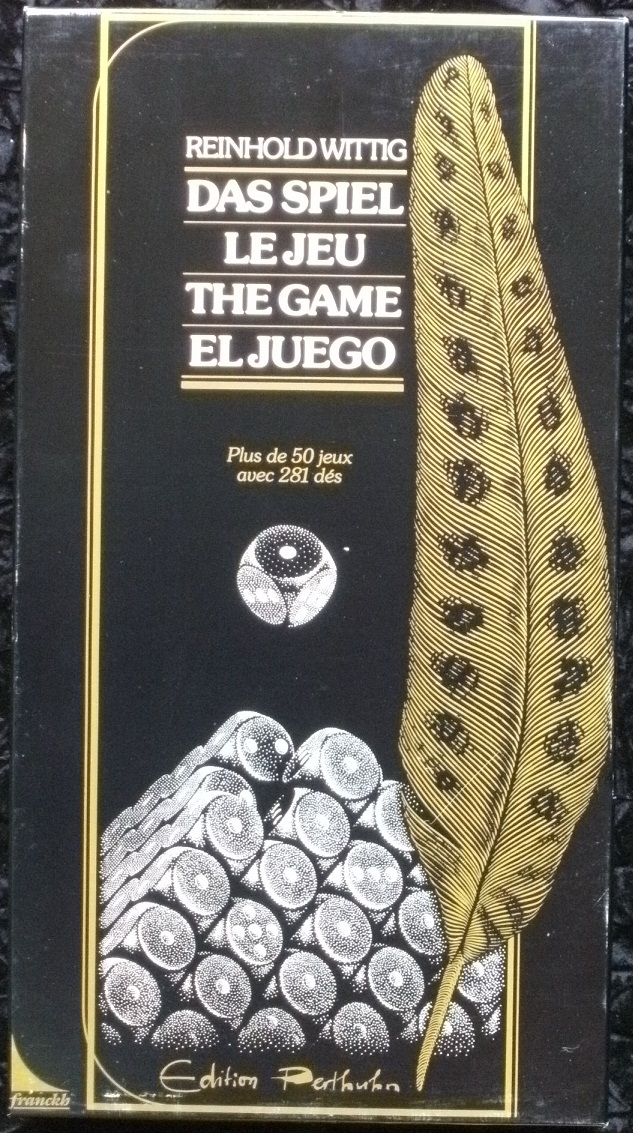 REINHOLD WITTIG
DAS SPIEL
LE JEU
THE GAME
EL JUEGO
Plus de 50 jeux
avec 281 dés
Edition Perlhuhn
franckh